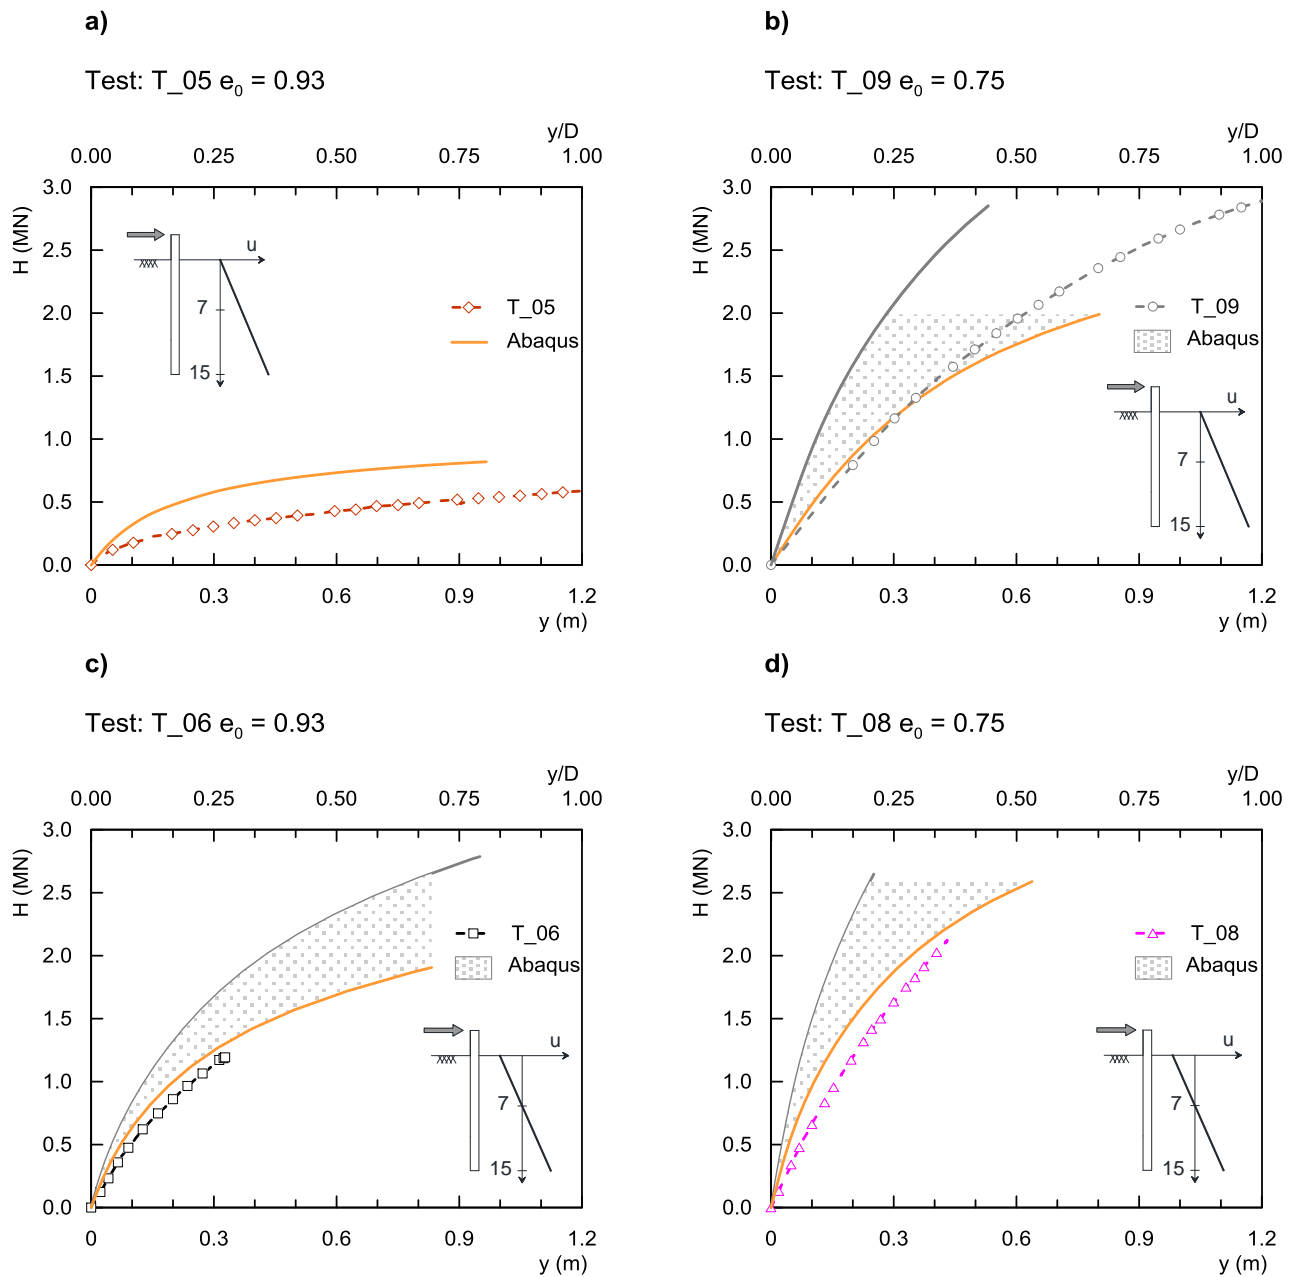 a)
Test: T_05 e0 = 0.93
y/D
0.00 0.25 0.50 0.75 1.00
3.0
2.5
2.0
1.5
1.0
0.5
0.0
H (MN)
u
7
15
T_05
Abaqus
0 0.3 0.6 0.9 1.2
y (m)
b)
Test: T_09 e0 = 0.75
y/D
0.00 0.25 0.50 0.75 1.00
3.0
2.5
2.0
1.5
1.0
0.5
0.0
H (MN)
T_09
Abaqus
u
7
15
0 0.3 0.6 0.9 1.2
y (m)
c)
Test: T_06 e0 = 0.93
y/D
0.00 0.25 0.50 0.75 1.00
3.0
2.5
2.0
1.5
1.0
0.5
0.0
H (MN)
T_06
Abaqus
u
7
15
0 0.3 0.6 0.9 1.2
y (m)
d)
Test: T_08 e0 = 0.75
y/D
0.00 0.25 0.50 0.75 1.00
3.0
2.5
2.0
1.5
1.0
0.5
0.0
H (MN)
T_08
Abaqus
u
7
15
0 0.3 0.6 0.9 1.2
y (m)